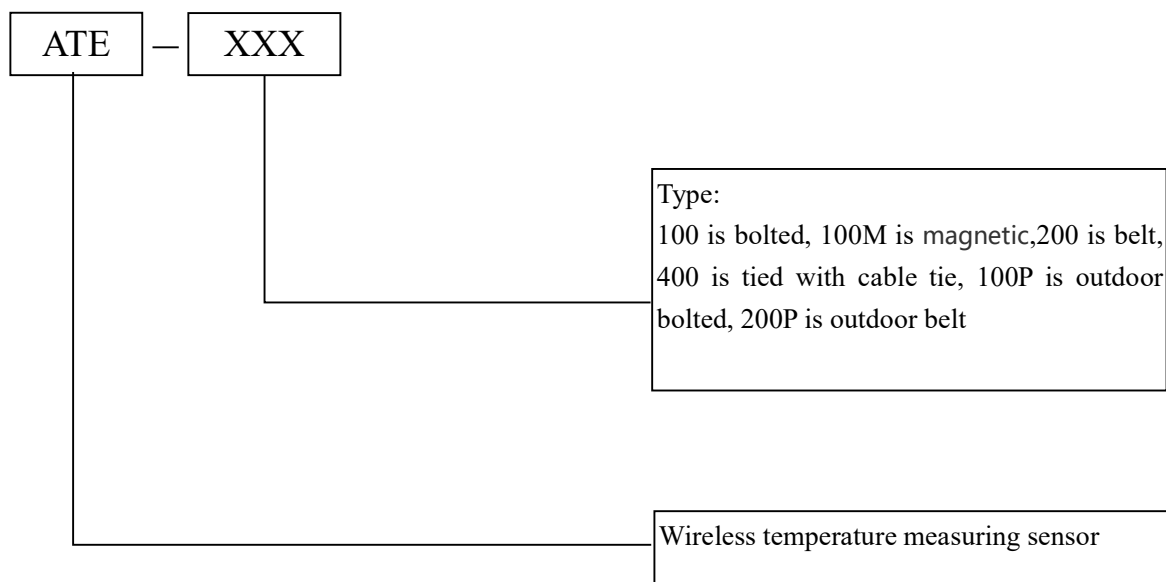 ATE — XXX
Type:
100 is bolted, 100M is magnetic,200 is belt,
400 is tied with cable tie, 100P is outdoor
bolted, 200P is outdoor belt
Wireless temperature measuring sensor